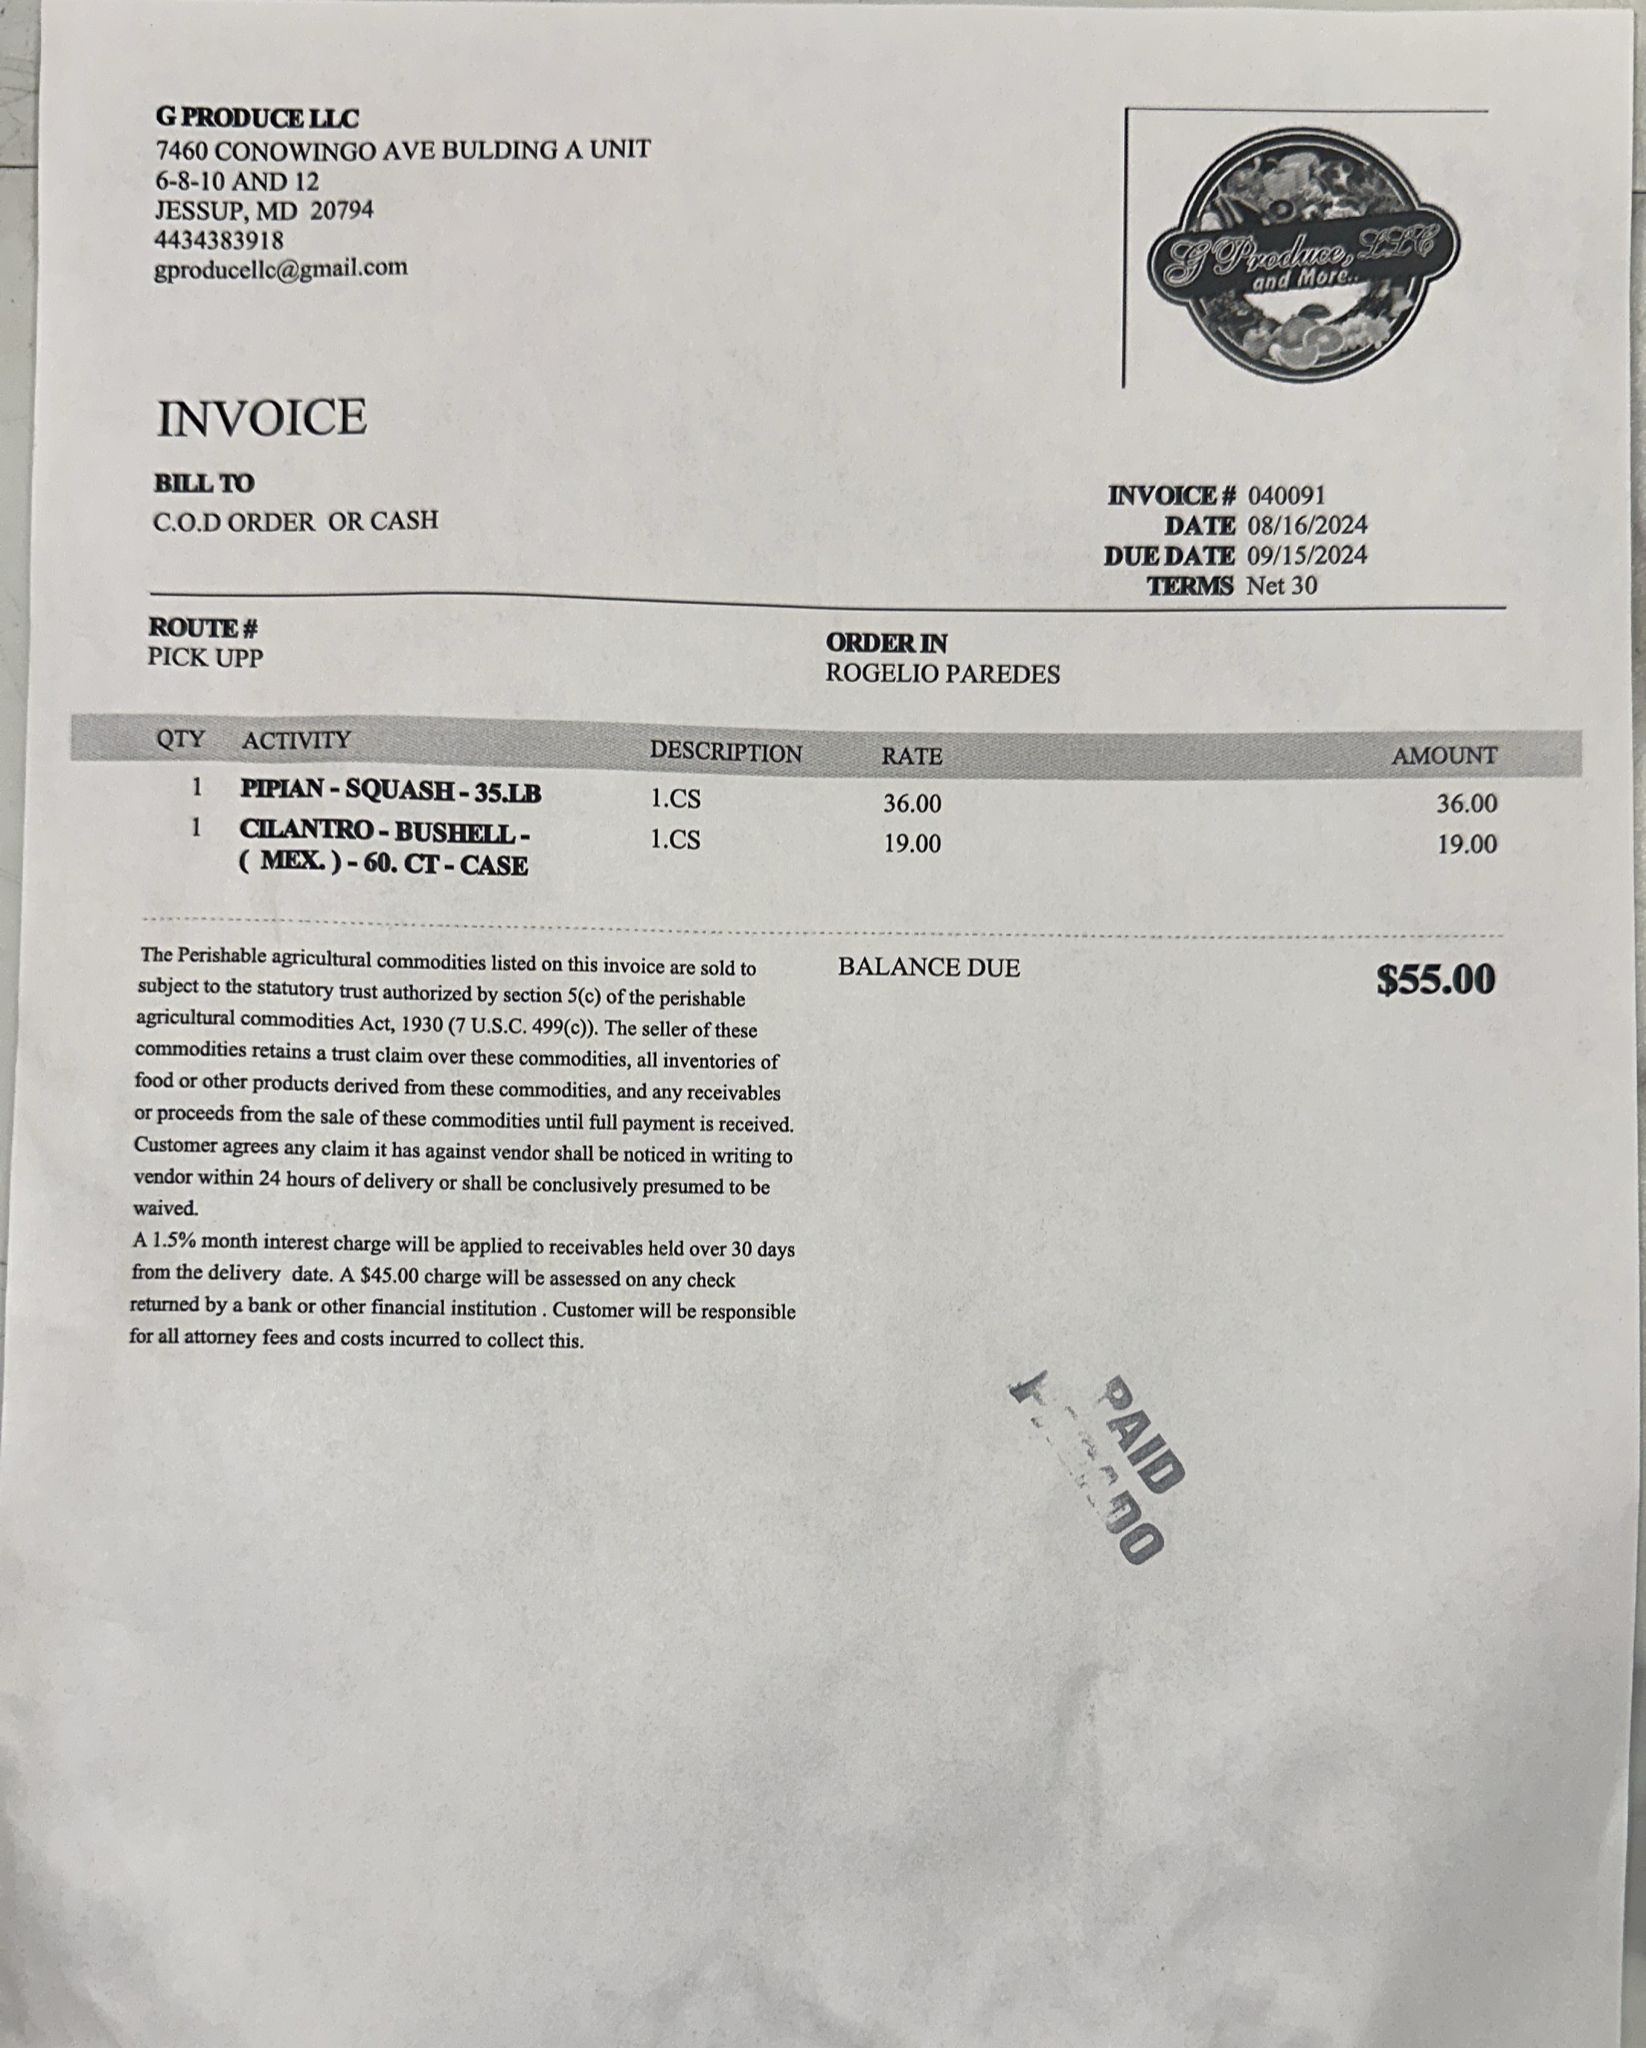 G PRODUCE LLC
7460 CONOWINGO AVE BULDING A UNIT
6-8-10 AND 12
JESSUP, MD 20794
4434383918
gproducellc@gmail.com
G Produce, LLC
and More..
INVOICE
BILL TO
C.O.D ORDER OR CASH
INVOICE # 040091
DATE 08/16/2024
DUE DATE 09/15/2024
TERMS Net 30
ROUTE #
PICK UPP
ORDER IN
ROGELIO PAREDES
QTY ACTIVITY DESCRIPTION RATE AMOUNT
1 PIPIAN - SQUASH - 35.LB 1.CS 36.00 36.00
1 CILANTRO - BUSHELL - 1.CS 19.00 19.00
( MEX. ) - 60. CT - CASE
The Perishable agricultural commodities listed on this invoice are sold to
subject to the statutory trust authorized by section 5(c) of the perishable
agricultural commodities Act, 1930 (7 U.S.C. 499(c)). The seller of these
commodities retains a trust claim over these commodities, all inventories of
food or other products derived from these commodities, and any receivables
or proceeds from the sale of these commodities until full payment is received.
Customer agrees any claim it has against vendor shall be noticed in writing to
vendor within 24 hours of delivery or shall be conclusively presumed to be
waived.
A 1.5% month interest charge will be applied to receivables held over 30 days
from the delivery date. A $45.00 charge will be assessed on any check
returned by a bank or other financial institution . Customer will be responsible
for all attorney fees and costs incurred to collect this.
BALANCE DUE $55.00
PAID